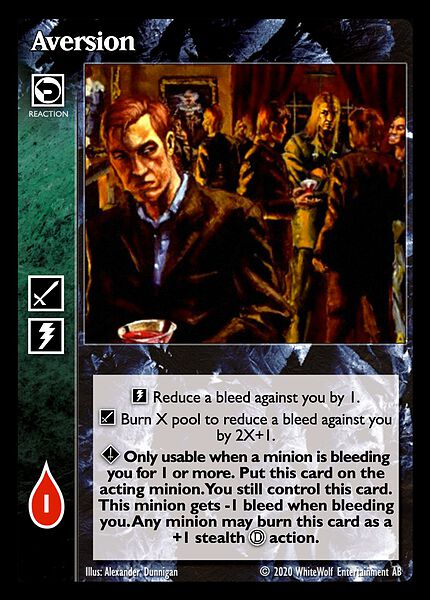 Aversion
REACTION
Reduce a bleed against you by 1.
Burn X pool to reduce a bleed against you
by 2X+1.
Only usable when a minion is bleeding
you for 1 or more. Put this card on the
acting minion.You still control this card.
This minion gets -1 bleed when bleeding
you.Any minion may burn this card as a
+1 stealth D action.
1
Illus: Alexander Dunnigan
© 2020 WhiteWolf Entertainment AB